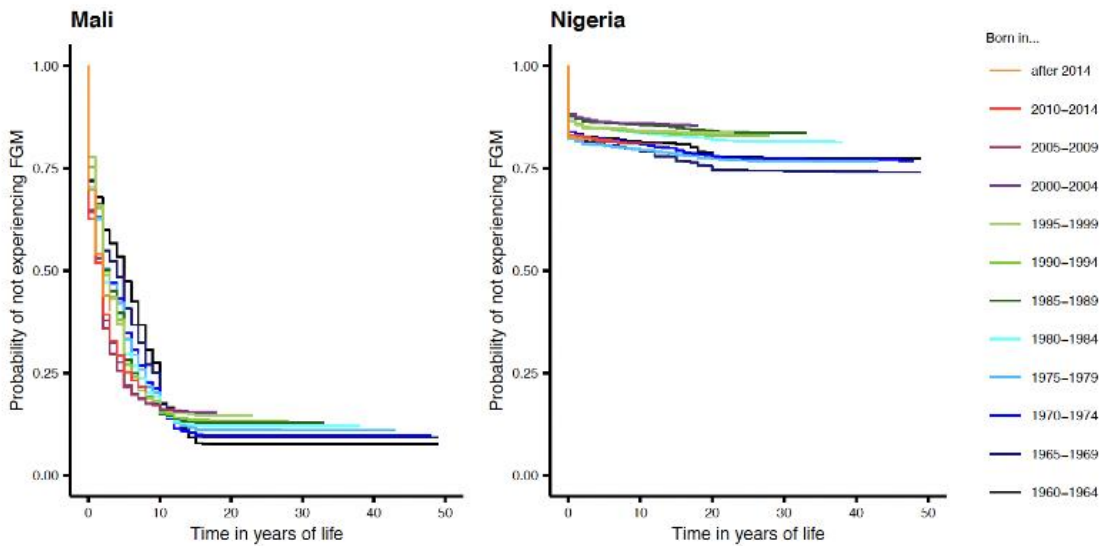 Mali
Nigeria
Born in...
after 2014
2010–2014
2005–2009
2000–2004
1995–1999
1990–1994
1985–1989
1980–1984
1975–1979
1970–1974
1965–1969
1960–1964
Probability of not experiencing FGM
1.00
0.75
0.50
0.25
0.00
0 10 20 30 40 50
Time in years of life
Probability of not experiencing FGM
1.00
0.75
0.50
0.25
0.00
0 10 20 30 40 50
Time in years of life